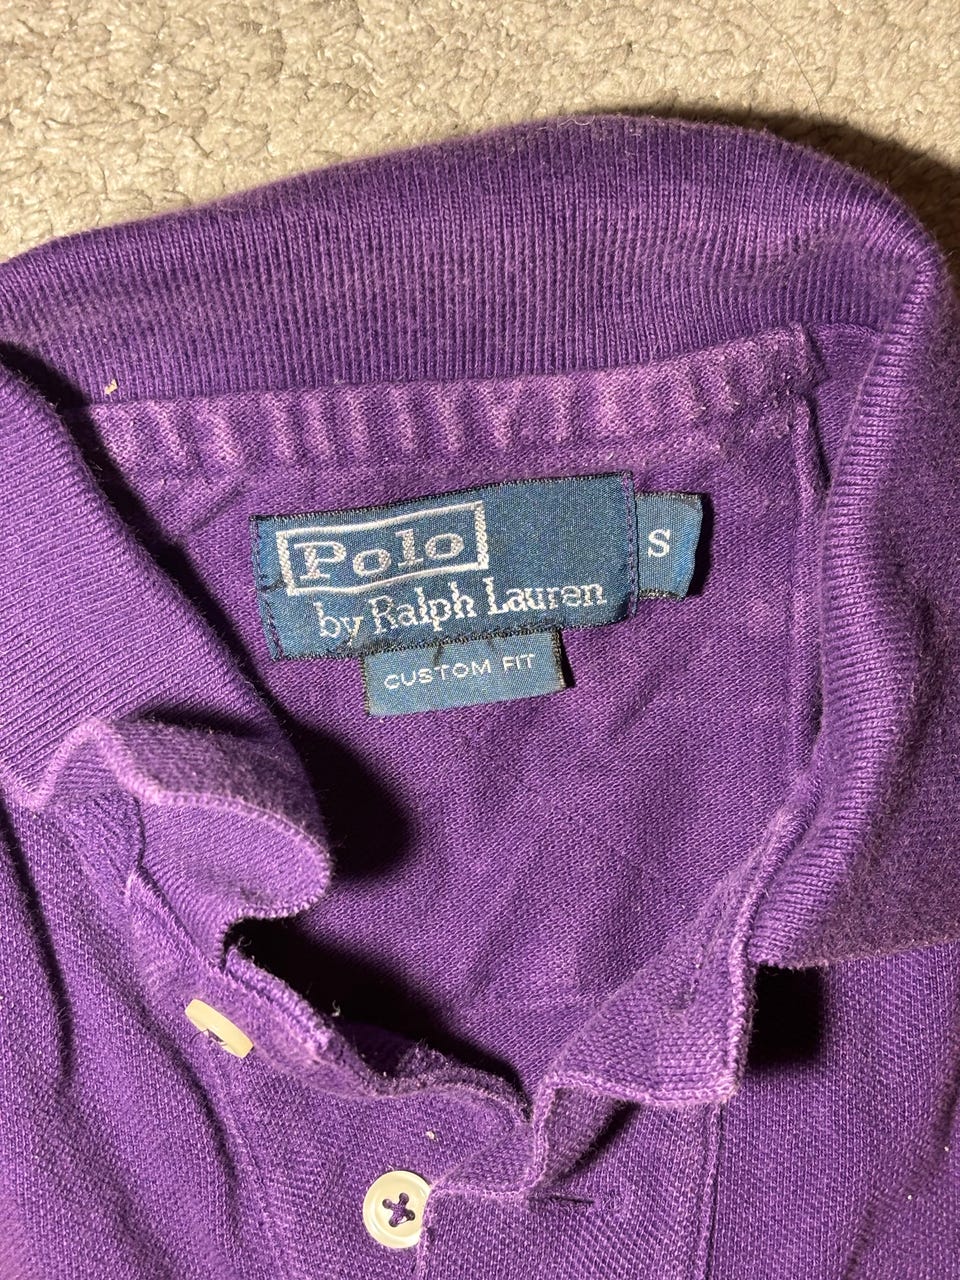 Polo
by Ralph Lauren
S
CUSTOM FIT